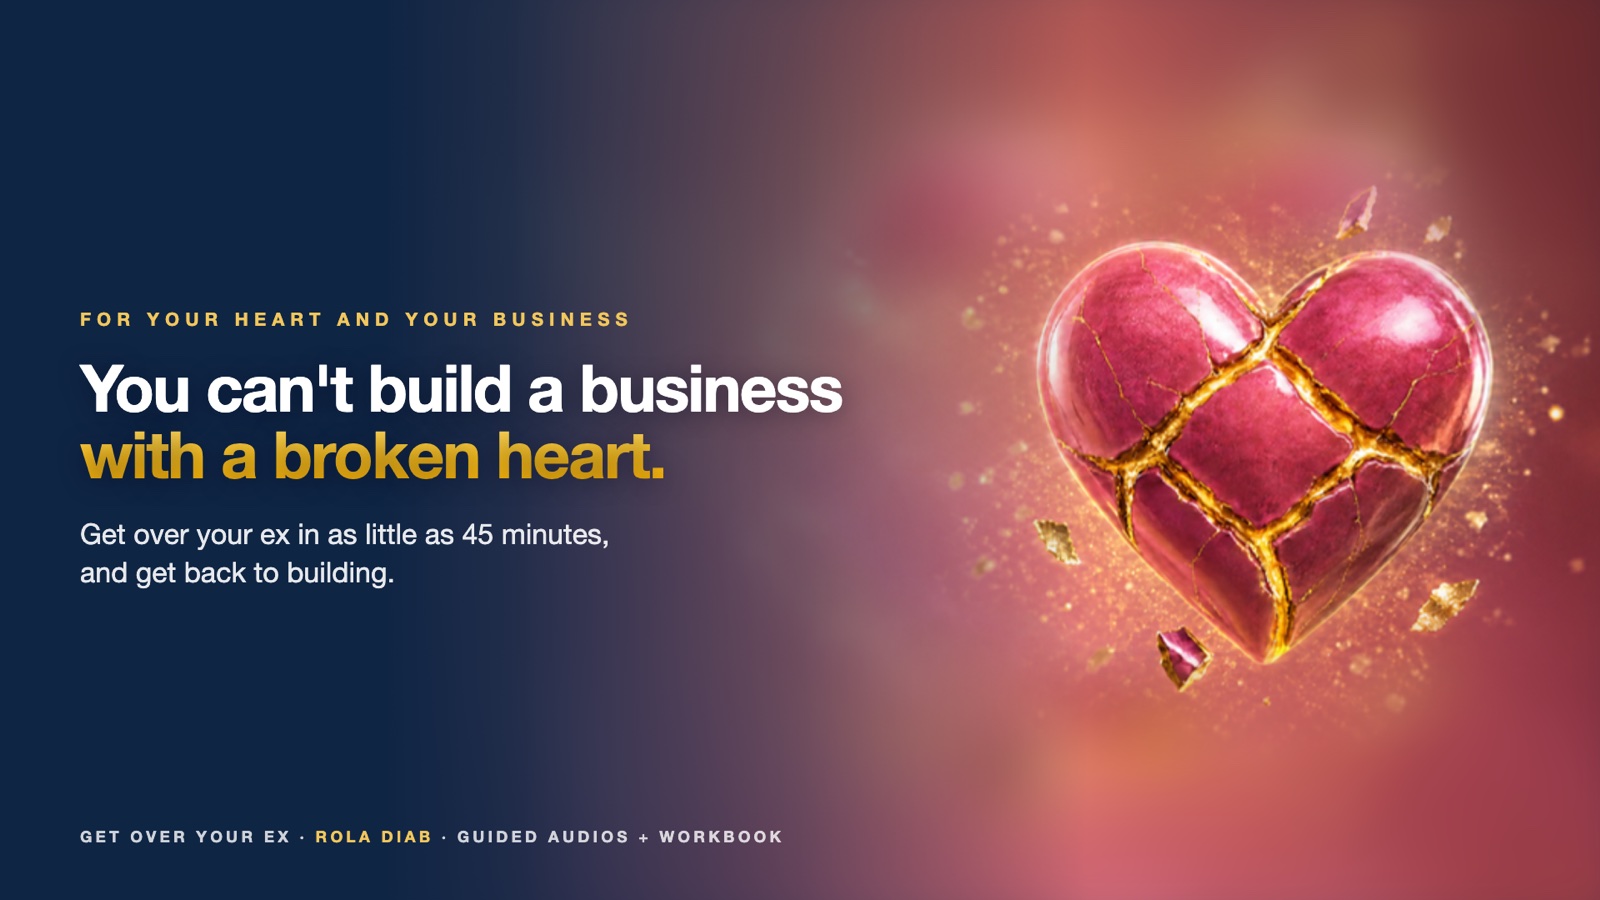 FOR YOUR HEART AND YOUR BUSINESS
You can't build a business
with a broken heart.
Get over your ex in as little as 45 minutes,
and get back to building.
GET OVER YOUR EX · ROLA DIAB · GUIDED AUDIOS + WORKBOOK